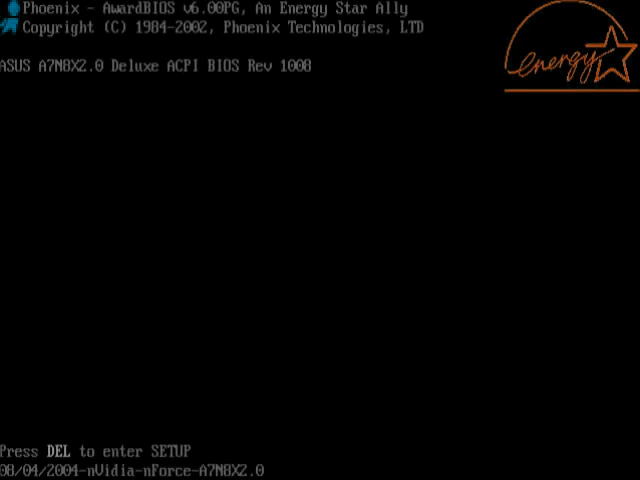 Phoenix - AwardBIOS v6.00PG, An Energy Star Ally
Copyright (C) 1984-2002, Phoenix Technologies, LTD
energy
ASUS A7N8X2.0 Deluxe ACPI BIOS Rev 1008
Press DEL to enter SETUP
08/04/2004-nVidia-nForce-A7N8X2.0